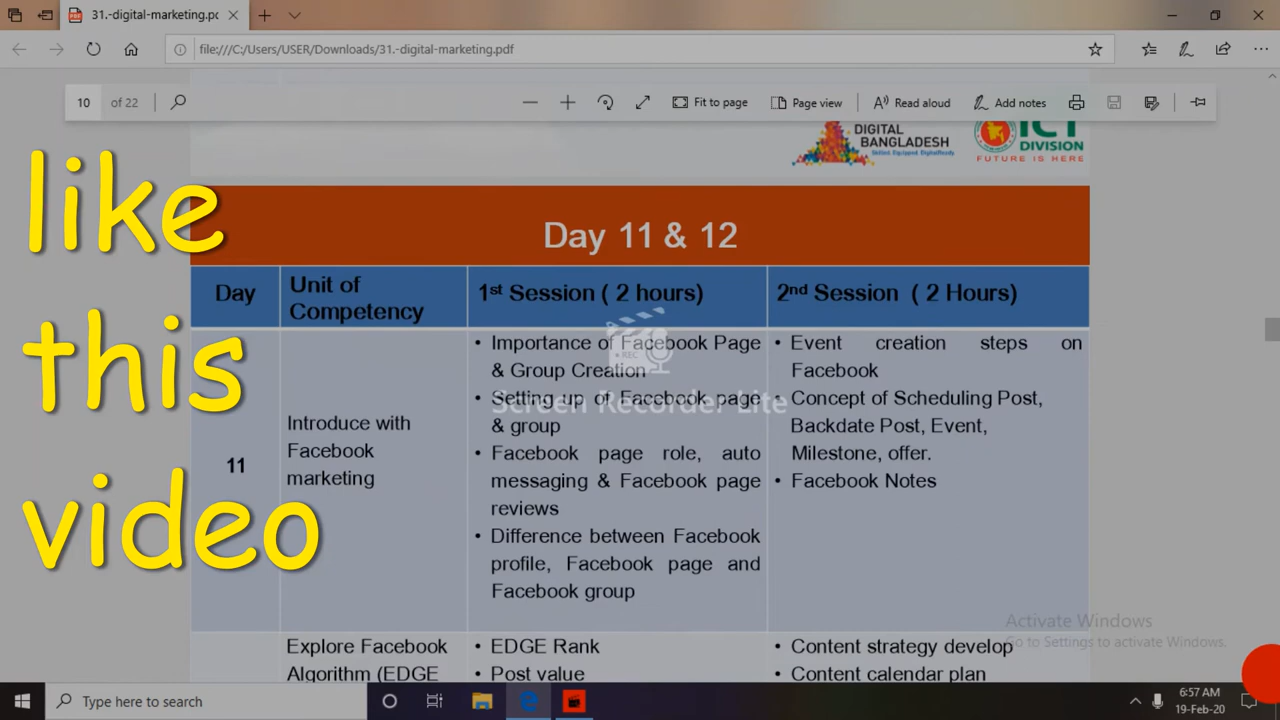 31.-digital-marketing.pc
file:///C:/Users/USER/Downloads/31.-digital-marketing.pdf
10 of 22
Fit to page
Page view
Read aloud
Add notes
DIGITAL
BANGLADESH
ICT
DIVISION
FUTURE IS HERE
like
this
video
Day 11 & 12
Day
Unit of
Competency
1st Session ( 2 hours)
2nd Session ( 2 Hours)
11
Introduce with
Facebook
marketing
• Importance of Facebook Page
& Group Creation
• Setting up of Facebook page
& group
• Facebook page role, auto
messaging & Facebook page
reviews
• Difference between Facebook
profile, Facebook page and
Facebook group
• Event creation steps on
Facebook
• Concept of Scheduling Post,
Backdate Post, Event,
Milestone, offer.
• Facebook Notes
REC
Screen Recorder Lite
Explore Facebook
Algorithm (EDGE
• EDGE Rank
• Post value
• Content strategy develop
• Content calendar plan
Activate Windows
Go to Settings to activate Windows.
Type here to search
6:57 AM
19-Feb-20